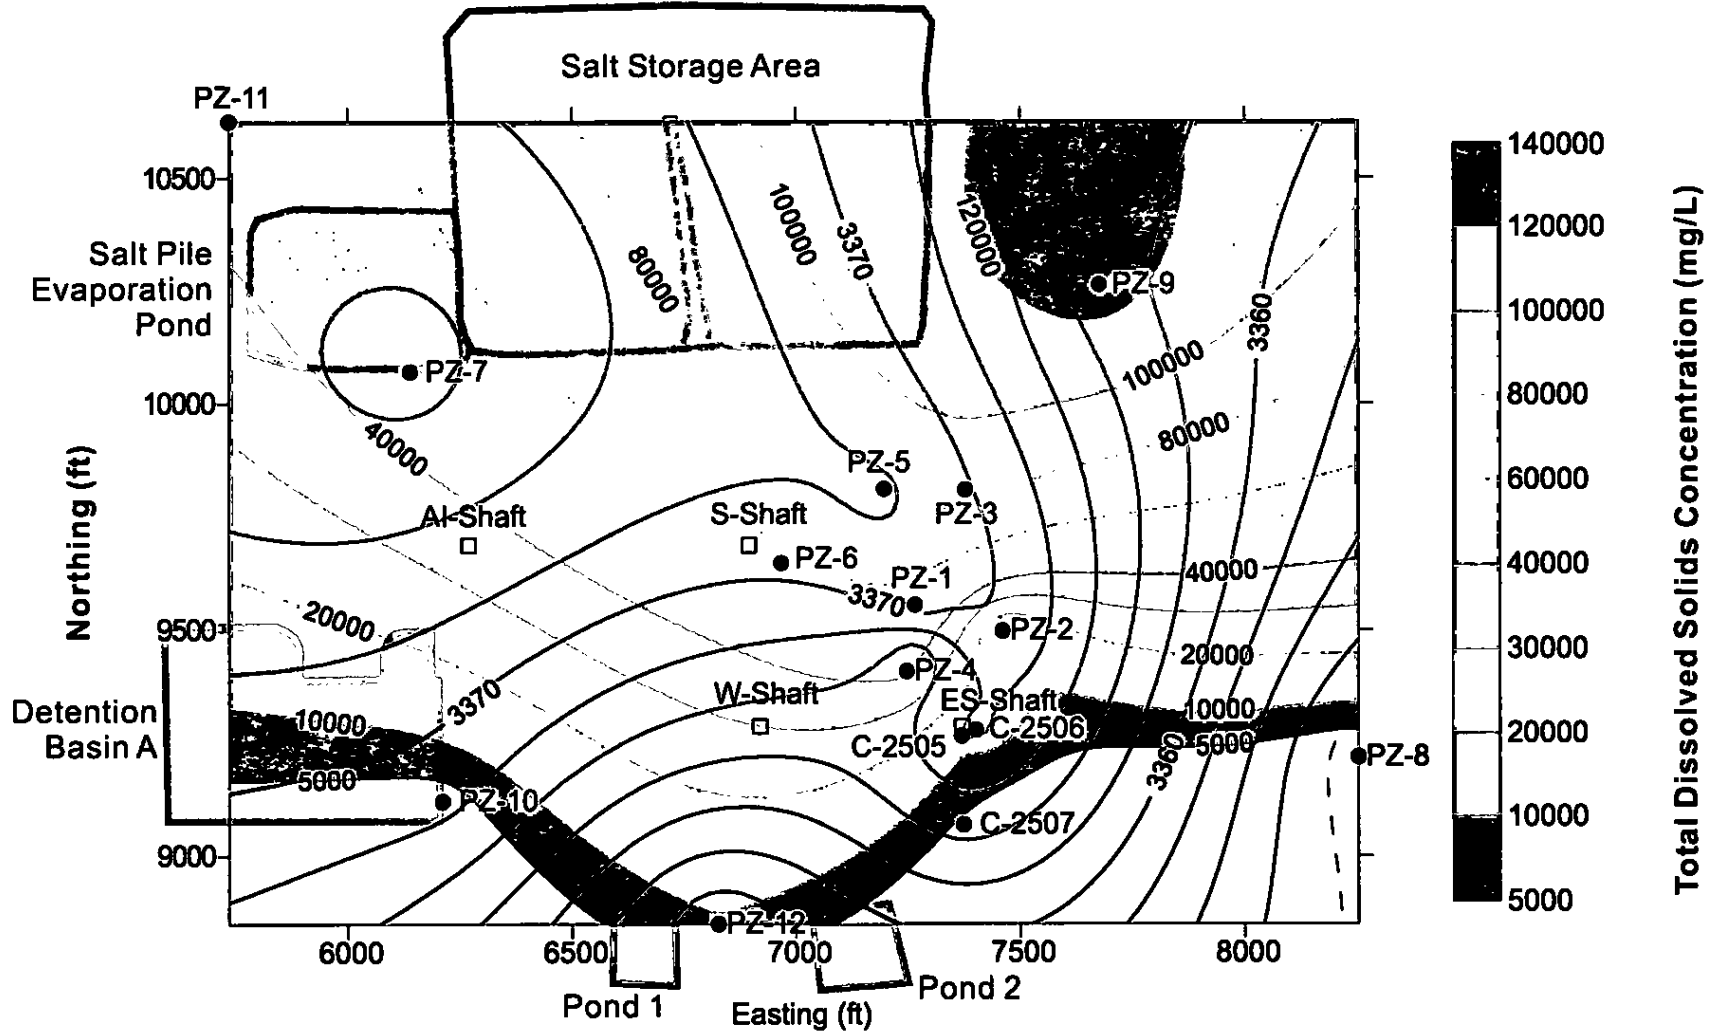 Salt Storage Area
PZ-11
140000
10500
120000
100000
3370
120000
Salt Pile
Evaporation
Pond
80000
PZ-9
3360
100000
120000
100000
80000
60000
40000
30000
20000
10000
5000
Total Dissolved Solids Concentration (mg/L)
PZ-7
10000
40000
80000
Northing (ft)
PZ-5
AI-Shaft
S-Shaft
PZ-3
PZ-6
PZ-1
40000
3370
20000
9500
PZ-2
20000
PZ-4
3370
W-Shaft
ES-Shaft
Detention
Basin A
10000
10000
C-2506
C-2505
5000
3360
PZ-8
5000
PZ-10
C-2507
9000
PZ-12
6000
6500
7000
7500
8000
Pond 1
Pond 2
Easting (ft)